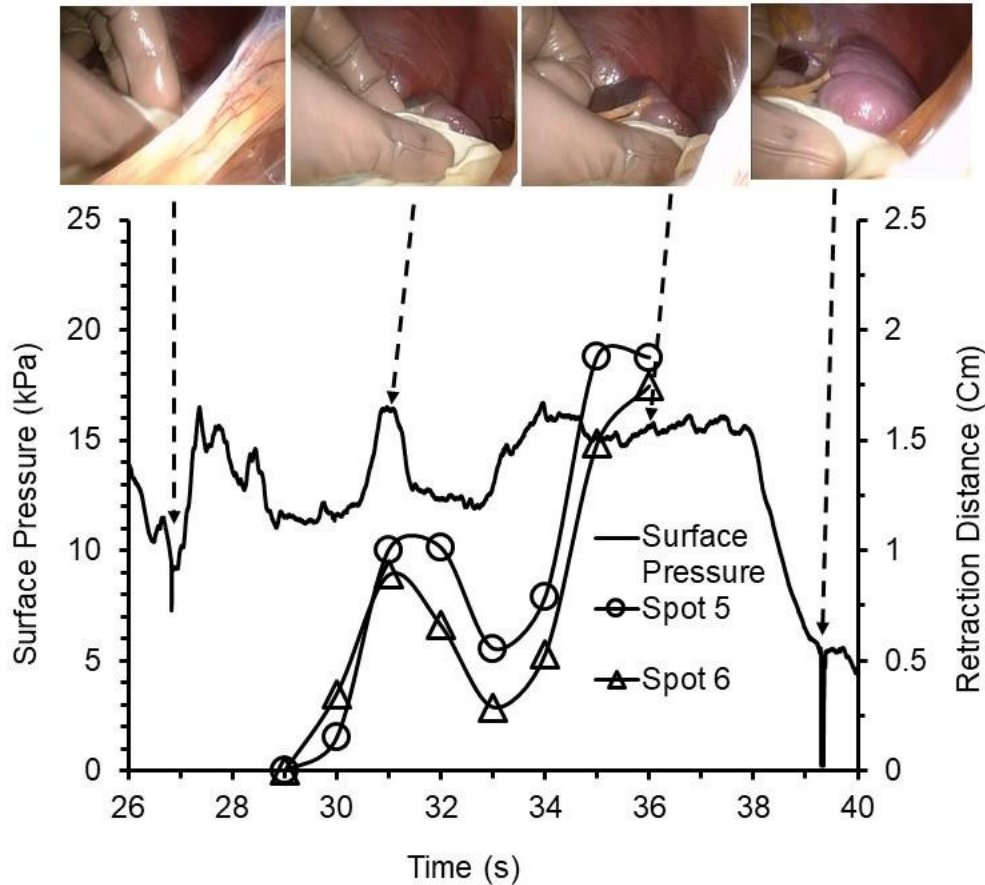 25
20
15
10
5
0
Surface Pressure (kPa)
2.5
2
1.5
1
0.5
0
Retraction Distance (Cm)
Surface
Pressure
Spot 5
Spot 6
26 28 30 32 34 36 38 40
Time (s)